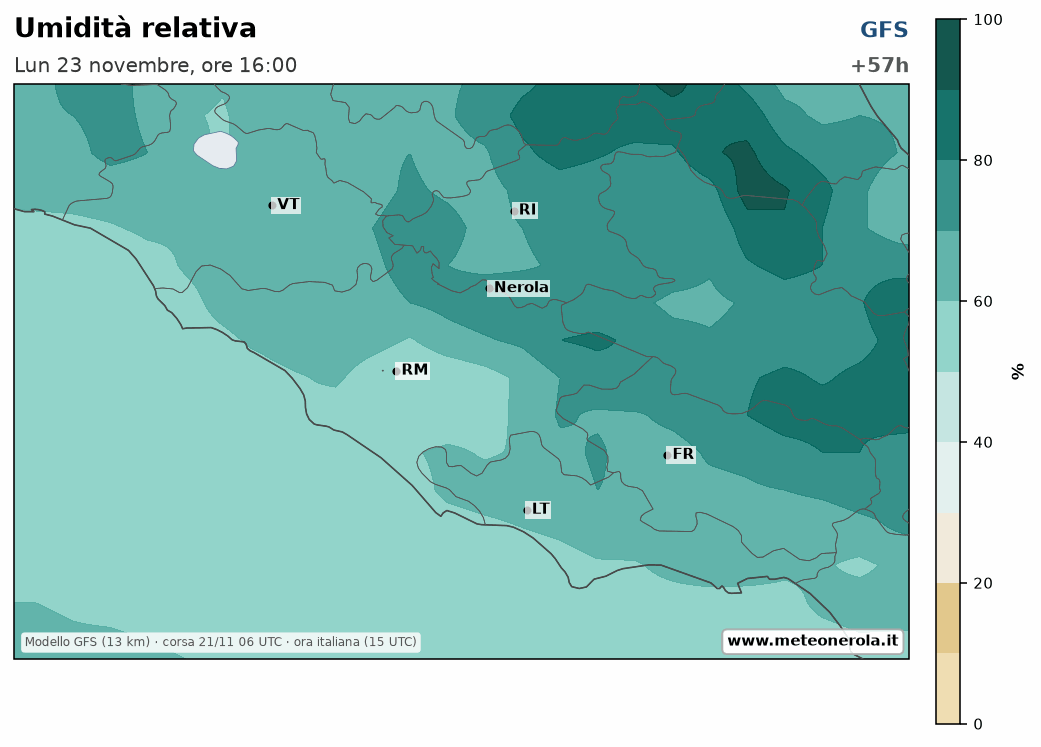 Umidità relativa
GFS
Lun 23 novembre, ore 16:00
+57h
100
80
60
40
20
0
%
VT
RI
Nerola
RM
FR
LT
Modello GFS (13 km) · corsa 21/11 06 UTC · ora italiana (15 UTC)
www.meteonerola.it